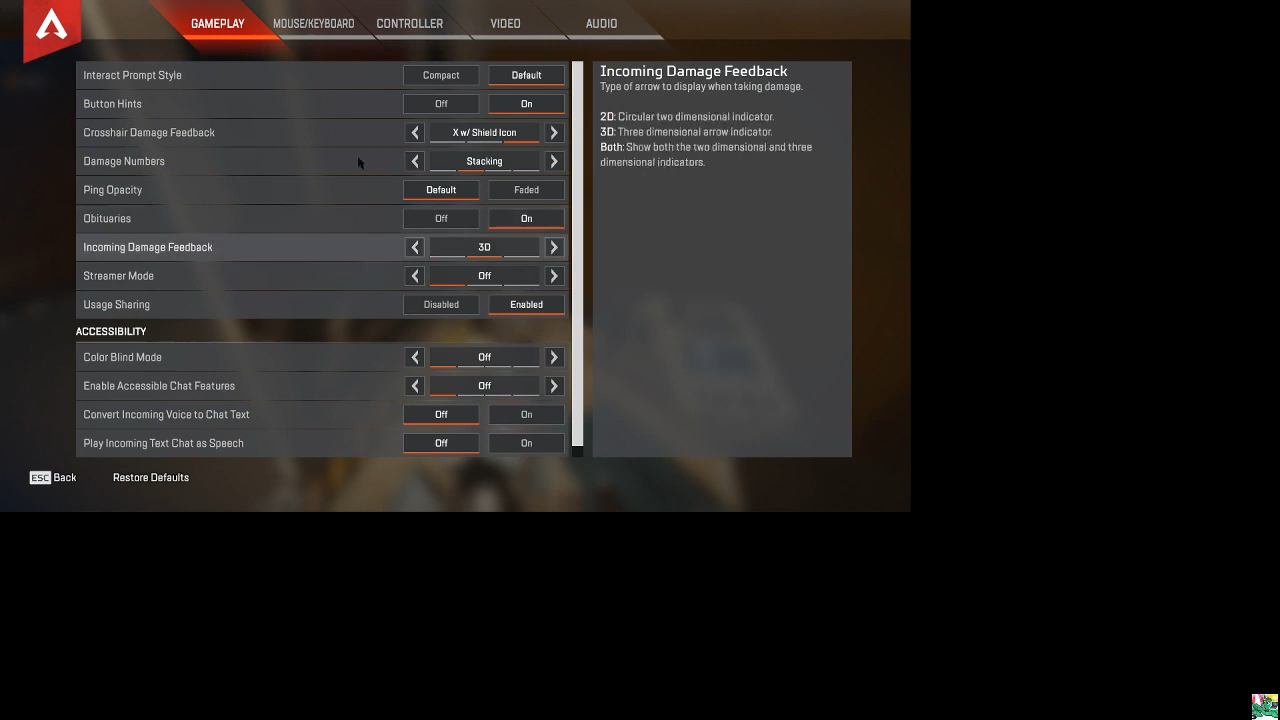 GAMEPLAY MOUSE/KEYBOARD CONTROLLER VIDEO AUDIO
Interact Prompt Style Compact Default
Button Hints Off On
Crosshair Damage Feedback X w/ Shield Icon
Damage Numbers Stacking
Ping Opacity Default Faded
Obituaries Off On
Incoming Damage Feedback 3D
Streamer Mode Off
Usage Sharing Disabled Enabled
ACCESSIBILITY
Color Blind Mode Off
Enable Accessible Chat Features Off
Convert Incoming Voice to Chat Text Off On
Play Incoming Text Chat as Speech Off On
Incoming Damage Feedback
Type of arrow to display when taking damage.
2D: Circular two dimensional indicator.
3D: Three dimensional arrow indicator.
Both: Show both the two dimensional and three
dimensional indicators.
ESC Back Restore Defaults